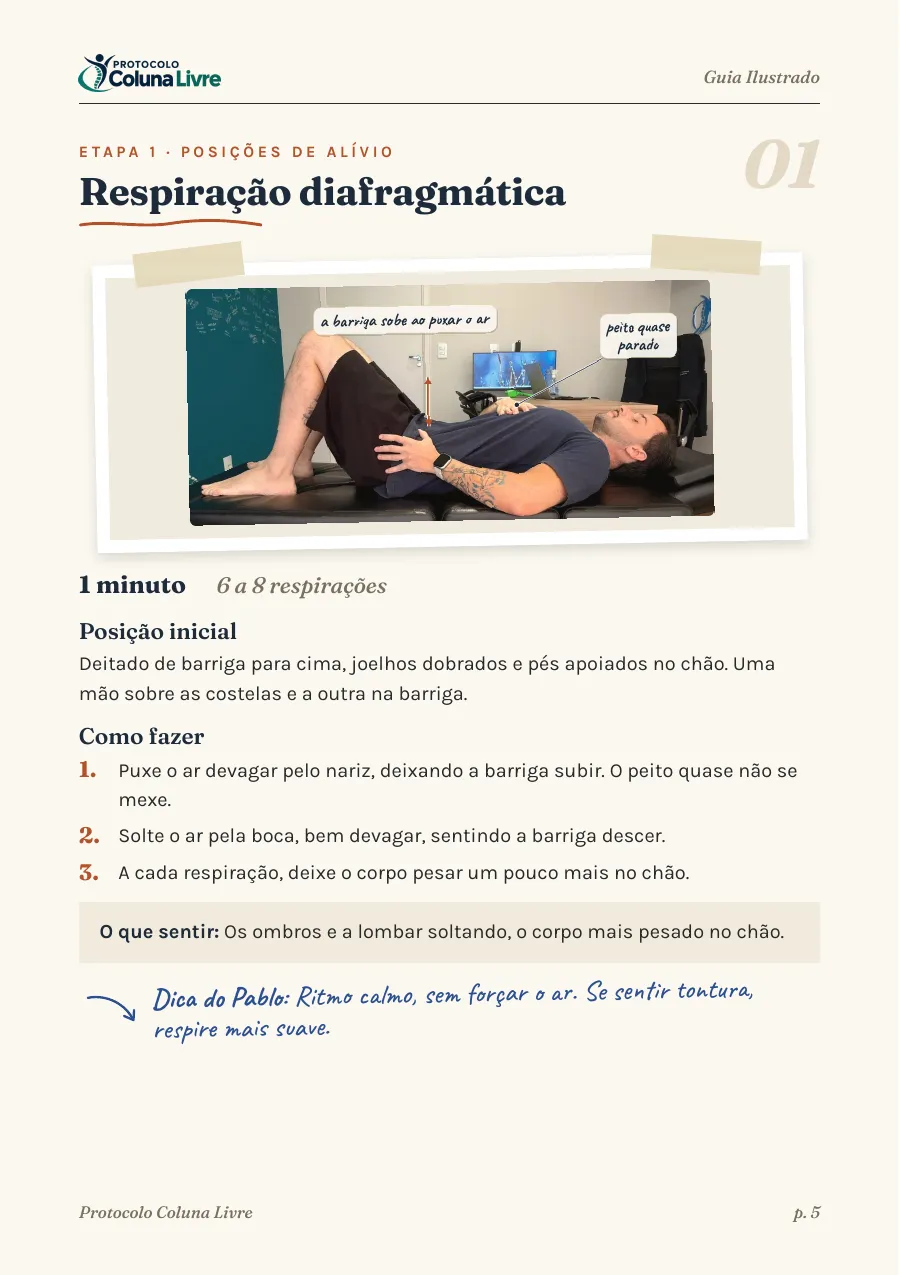 PROTOCOLO
Coluna Livre
Guia Ilustrado
ETAPA 1 · POSIÇÕES DE ALÍVIO
01
Respiração diafragmática
a barriga sobe ao puxar o ar
peito quase
parado
1 minuto 6 a 8 respirações
Posição inicial
Deitado de barriga para cima, joelhos dobrados e pés apoiados no chão. Uma
mão sobre as costelas e a outra na barriga.
Como fazer
1. Puxe o ar devagar pelo nariz, deixando a barriga subir. O peito quase não se
mexe.
2. Solte o ar pela boca, bem devagar, sentindo a barriga descer.
3. A cada respiração, deixe o corpo pesar um pouco mais no chão.
O que sentir: Os ombros e a lombar soltando, o corpo mais pesado no chão.
Dica do Pablo: Ritmo calmo, sem forçar o ar. Se sentir tontura,
respire mais suave.
Protocolo Coluna Livre
p. 5